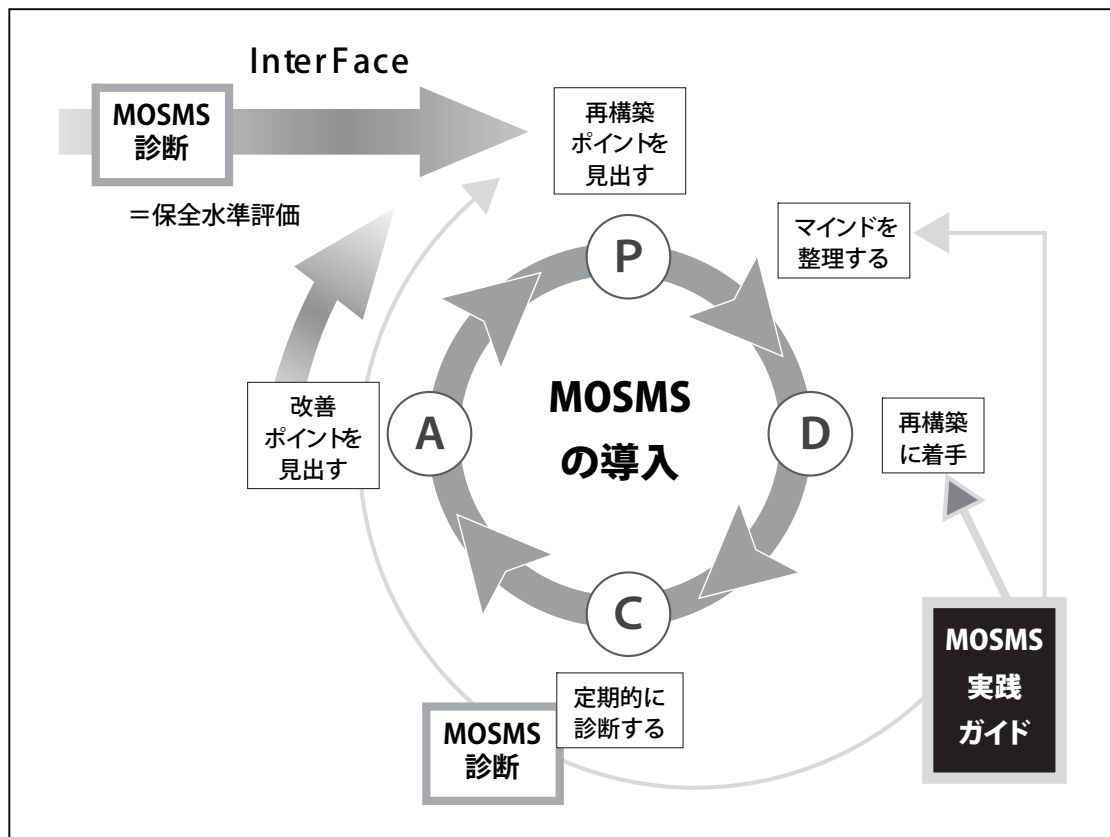 InterFace
MOSMS
診断
＝保全水準評価
再構築
ポイントを
見出す
マインドを
整理する
P
改善
ポイントを
見出す
A
MOSMS
の導入
D
再構築
に着手
C
定期的に
診断する
MOSMS
診断
MOSMS
実践
ガイド